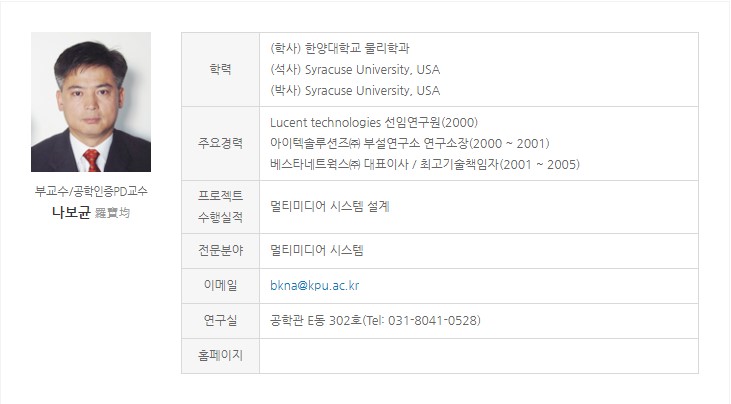 부교수/공학인증PD교수
나보균 羅寶均
학력
(학사) 한양대학교 물리학과
(석사) Syracuse University, USA
(박사) Syracuse University, USA
주요경력
Lucent technologies 선임연구원(2000)
아이텍솔루션즈㈜ 부설연구소 연구소장(2000 ~ 2001)
베스타네트웍스㈜ 대표이사 / 최고기술책임자(2001 ~ 2005)
프로젝트
수행실적
멀티미디어 시스템 설계
전문분야
멀티미디어 시스템
이메일
bkna@kpu.ac.kr
연구실
공학관 E동 302호(Tel: 031-8041-0528)
홈페이지